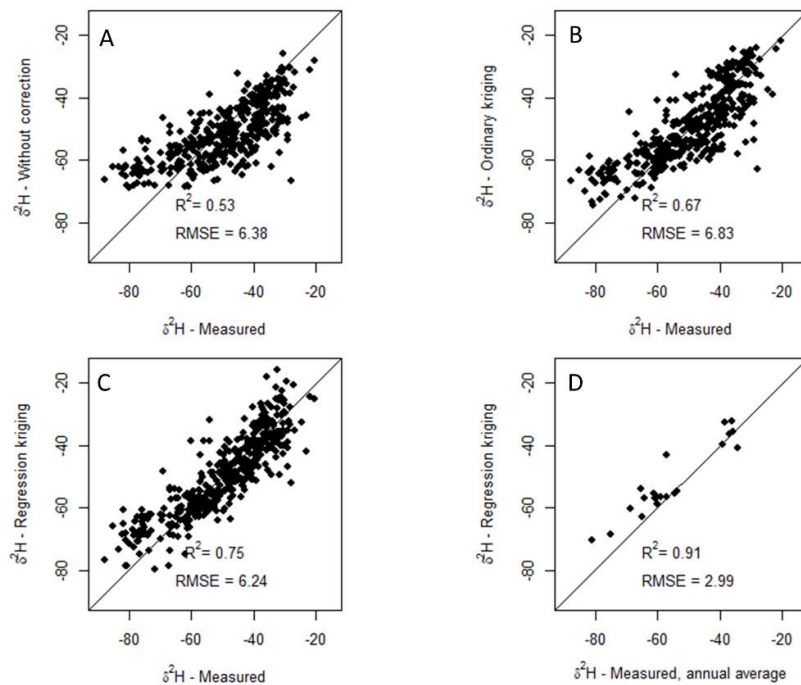 A
B
-20
-40
-60
-80
δ²H - Without correction
R²= 0.53
RMSE = 6.38
-80 -60 -40 -20
δ²H - Measured
-20
-40
-60
-80
δ²H - Ordinary kriging
R²= 0.67
RMSE = 6.83
-80 -60 -40 -20
δ²H - Measured
C
D
-20
-40
-60
-80
δ²H - Regression kriging
R²= 0.75
RMSE = 6.24
-80 -60 -40 -20
δ²H - Measured
-20
-40
-60
-80
δ²H - Regression kriging
R²= 0.91
RMSE = 2.99
-80 -60 -40 -20
δ²H - Measured, annual average